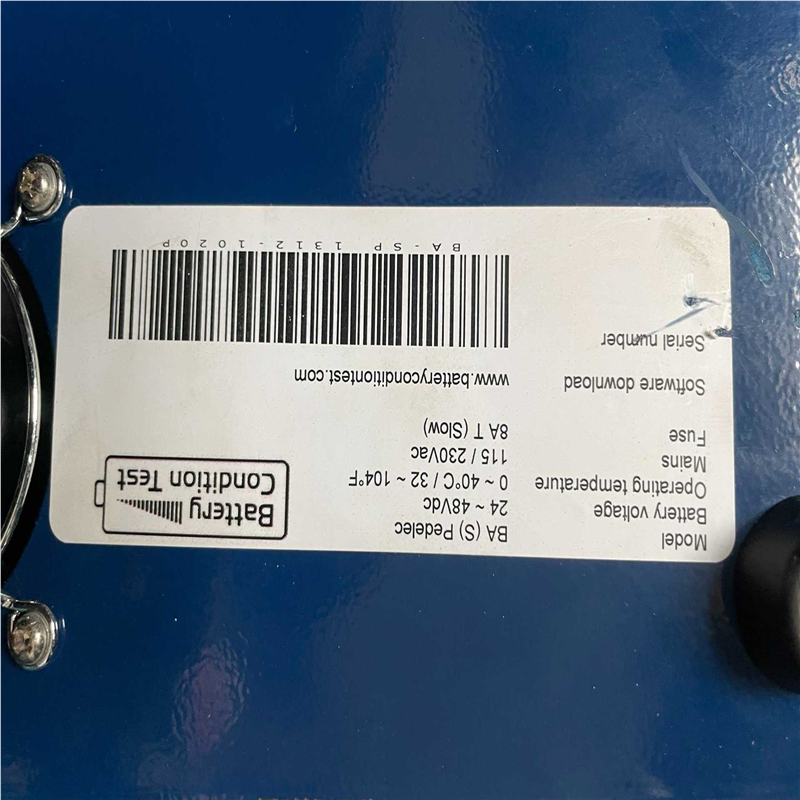 Model BA (S) Pedelec
Battery voltage 24 ~ 48Vdc
Operating temperature 0 ~ 40°C / 32 ~ 104°F
Mains 115 / 230Vac
Fuse 8A T (Slow)
Battery
Condition Test
Software download www.batteryconditiontest.com
Serial number
BA-SP 1312-1020P